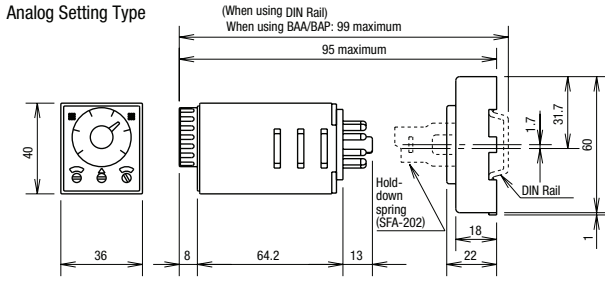 Analog Setting Type
(When using DIN Rail)
When using BAA/BAP: 99 maximum
95 maximum
40
36
8
64.2
13
Hold-
down
spring
(SFA-202)
DIN Rail
31.7
1.7
60
18
22
1